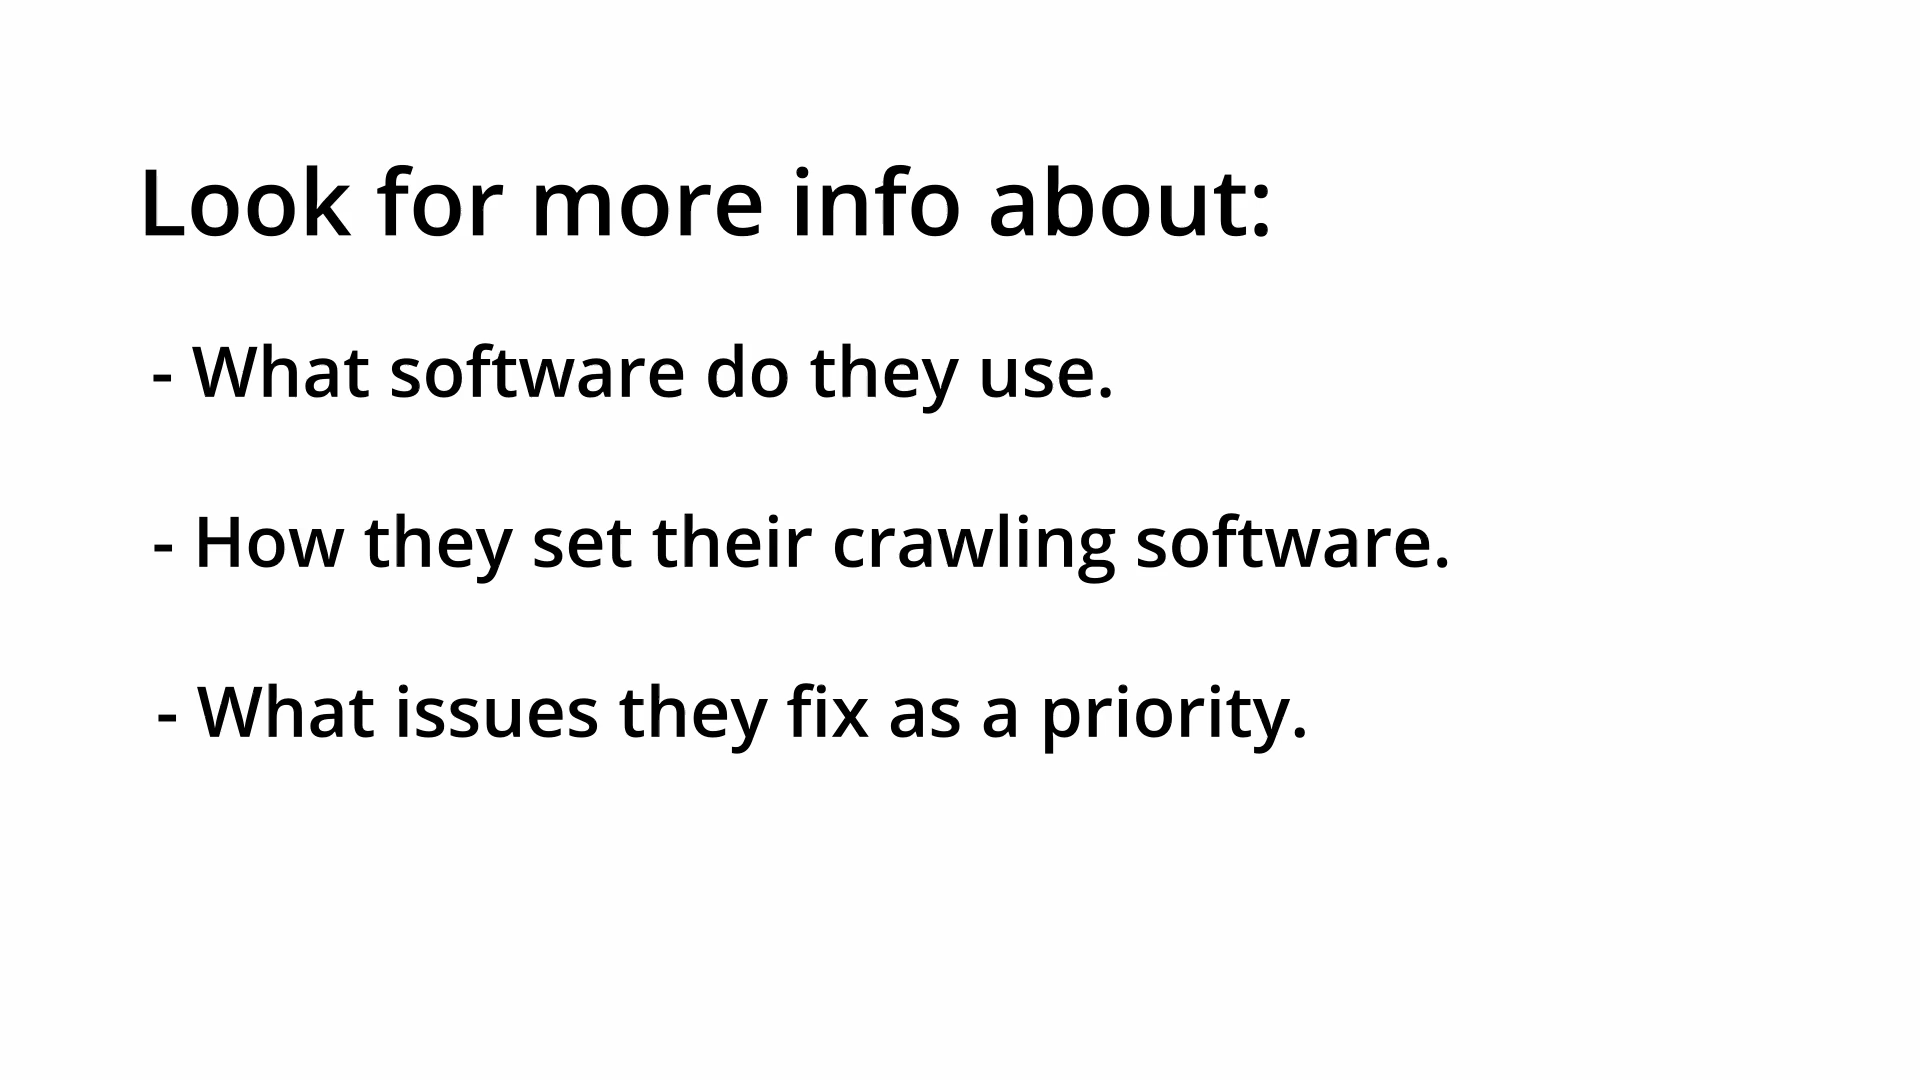 Look for more info about:
- What software do they use.
- How they set their crawling software.
- What issues they fix as a priority.